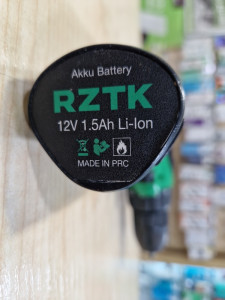 Akku Battery
RZTK
12V 1.5Ah Li-Ion
MADE IN PRC